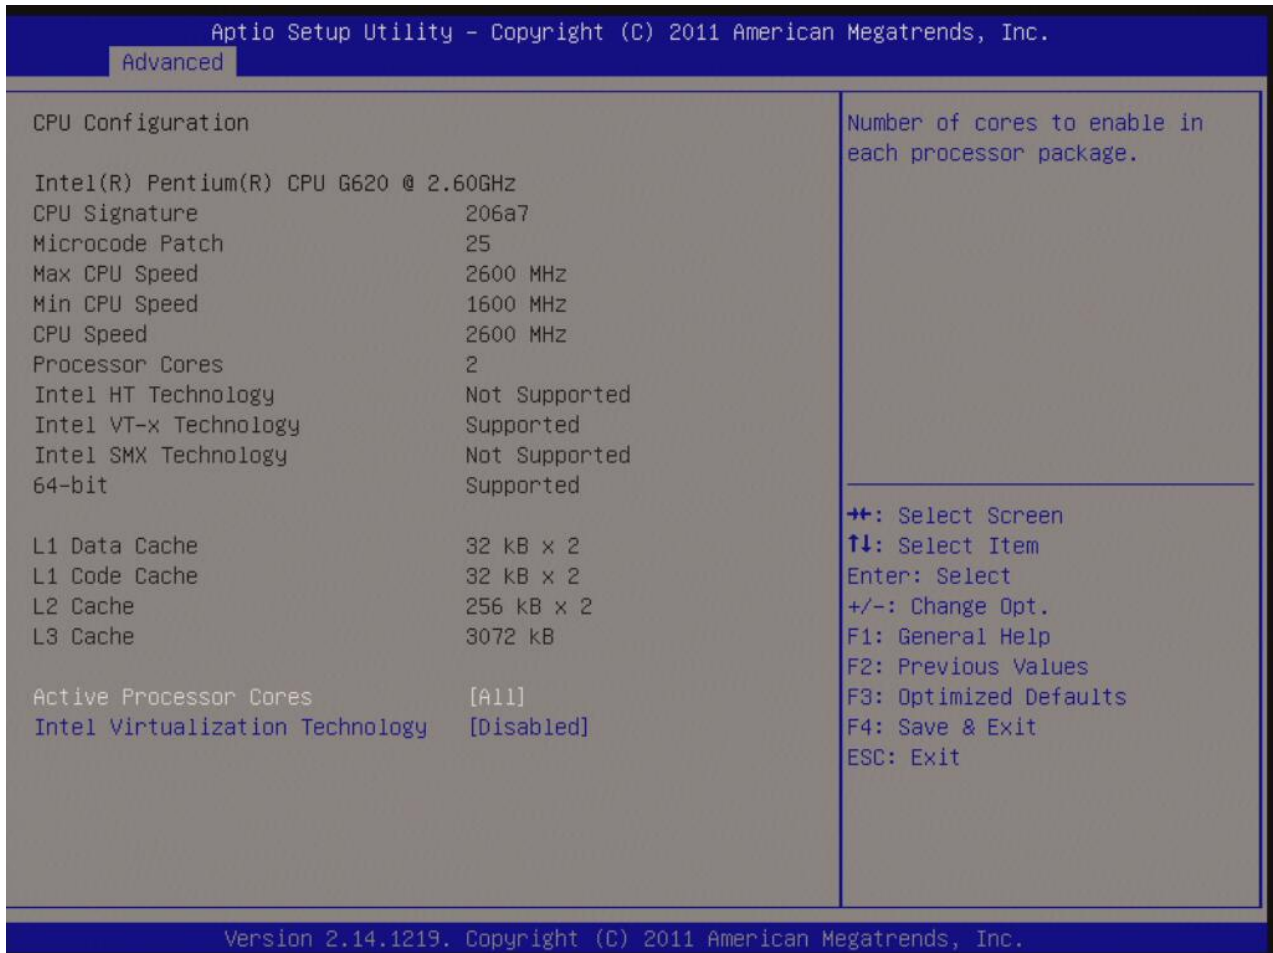 Aptio Setup Utility – Copyright (C) 2011 American Megatrends, Inc.
Advanced
CPU Configuration
Intel(R) Pentium(R) CPU G620 @ 2.60GHz
CPU Signature 206a7
Microcode Patch 25
Max CPU Speed 2600 MHz
Min CPU Speed 1600 MHz
CPU Speed 2600 MHz
Processor Cores 2
Intel HT Technology Not Supported
Intel VT-x Technology Supported
Intel SMX Technology Not Supported
64-bit Supported
L1 Data Cache 32 kB x 2
L1 Code Cache 32 kB x 2
L2 Cache 256 kB x 2
L3 Cache 3072 kB
Active Processor Cores [All]
Intel Virtualization Technology [Disabled]
Number of cores to enable in
each processor package.
→←: Select Screen
↑↓: Select Item
Enter: Select
+/-: Change Opt.
F1: General Help
F2: Previous Values
F3: Optimized Defaults
F4: Save & Exit
ESC: Exit
Version 2.14.1219. Copyright (C) 2011 American Megatrends, Inc.